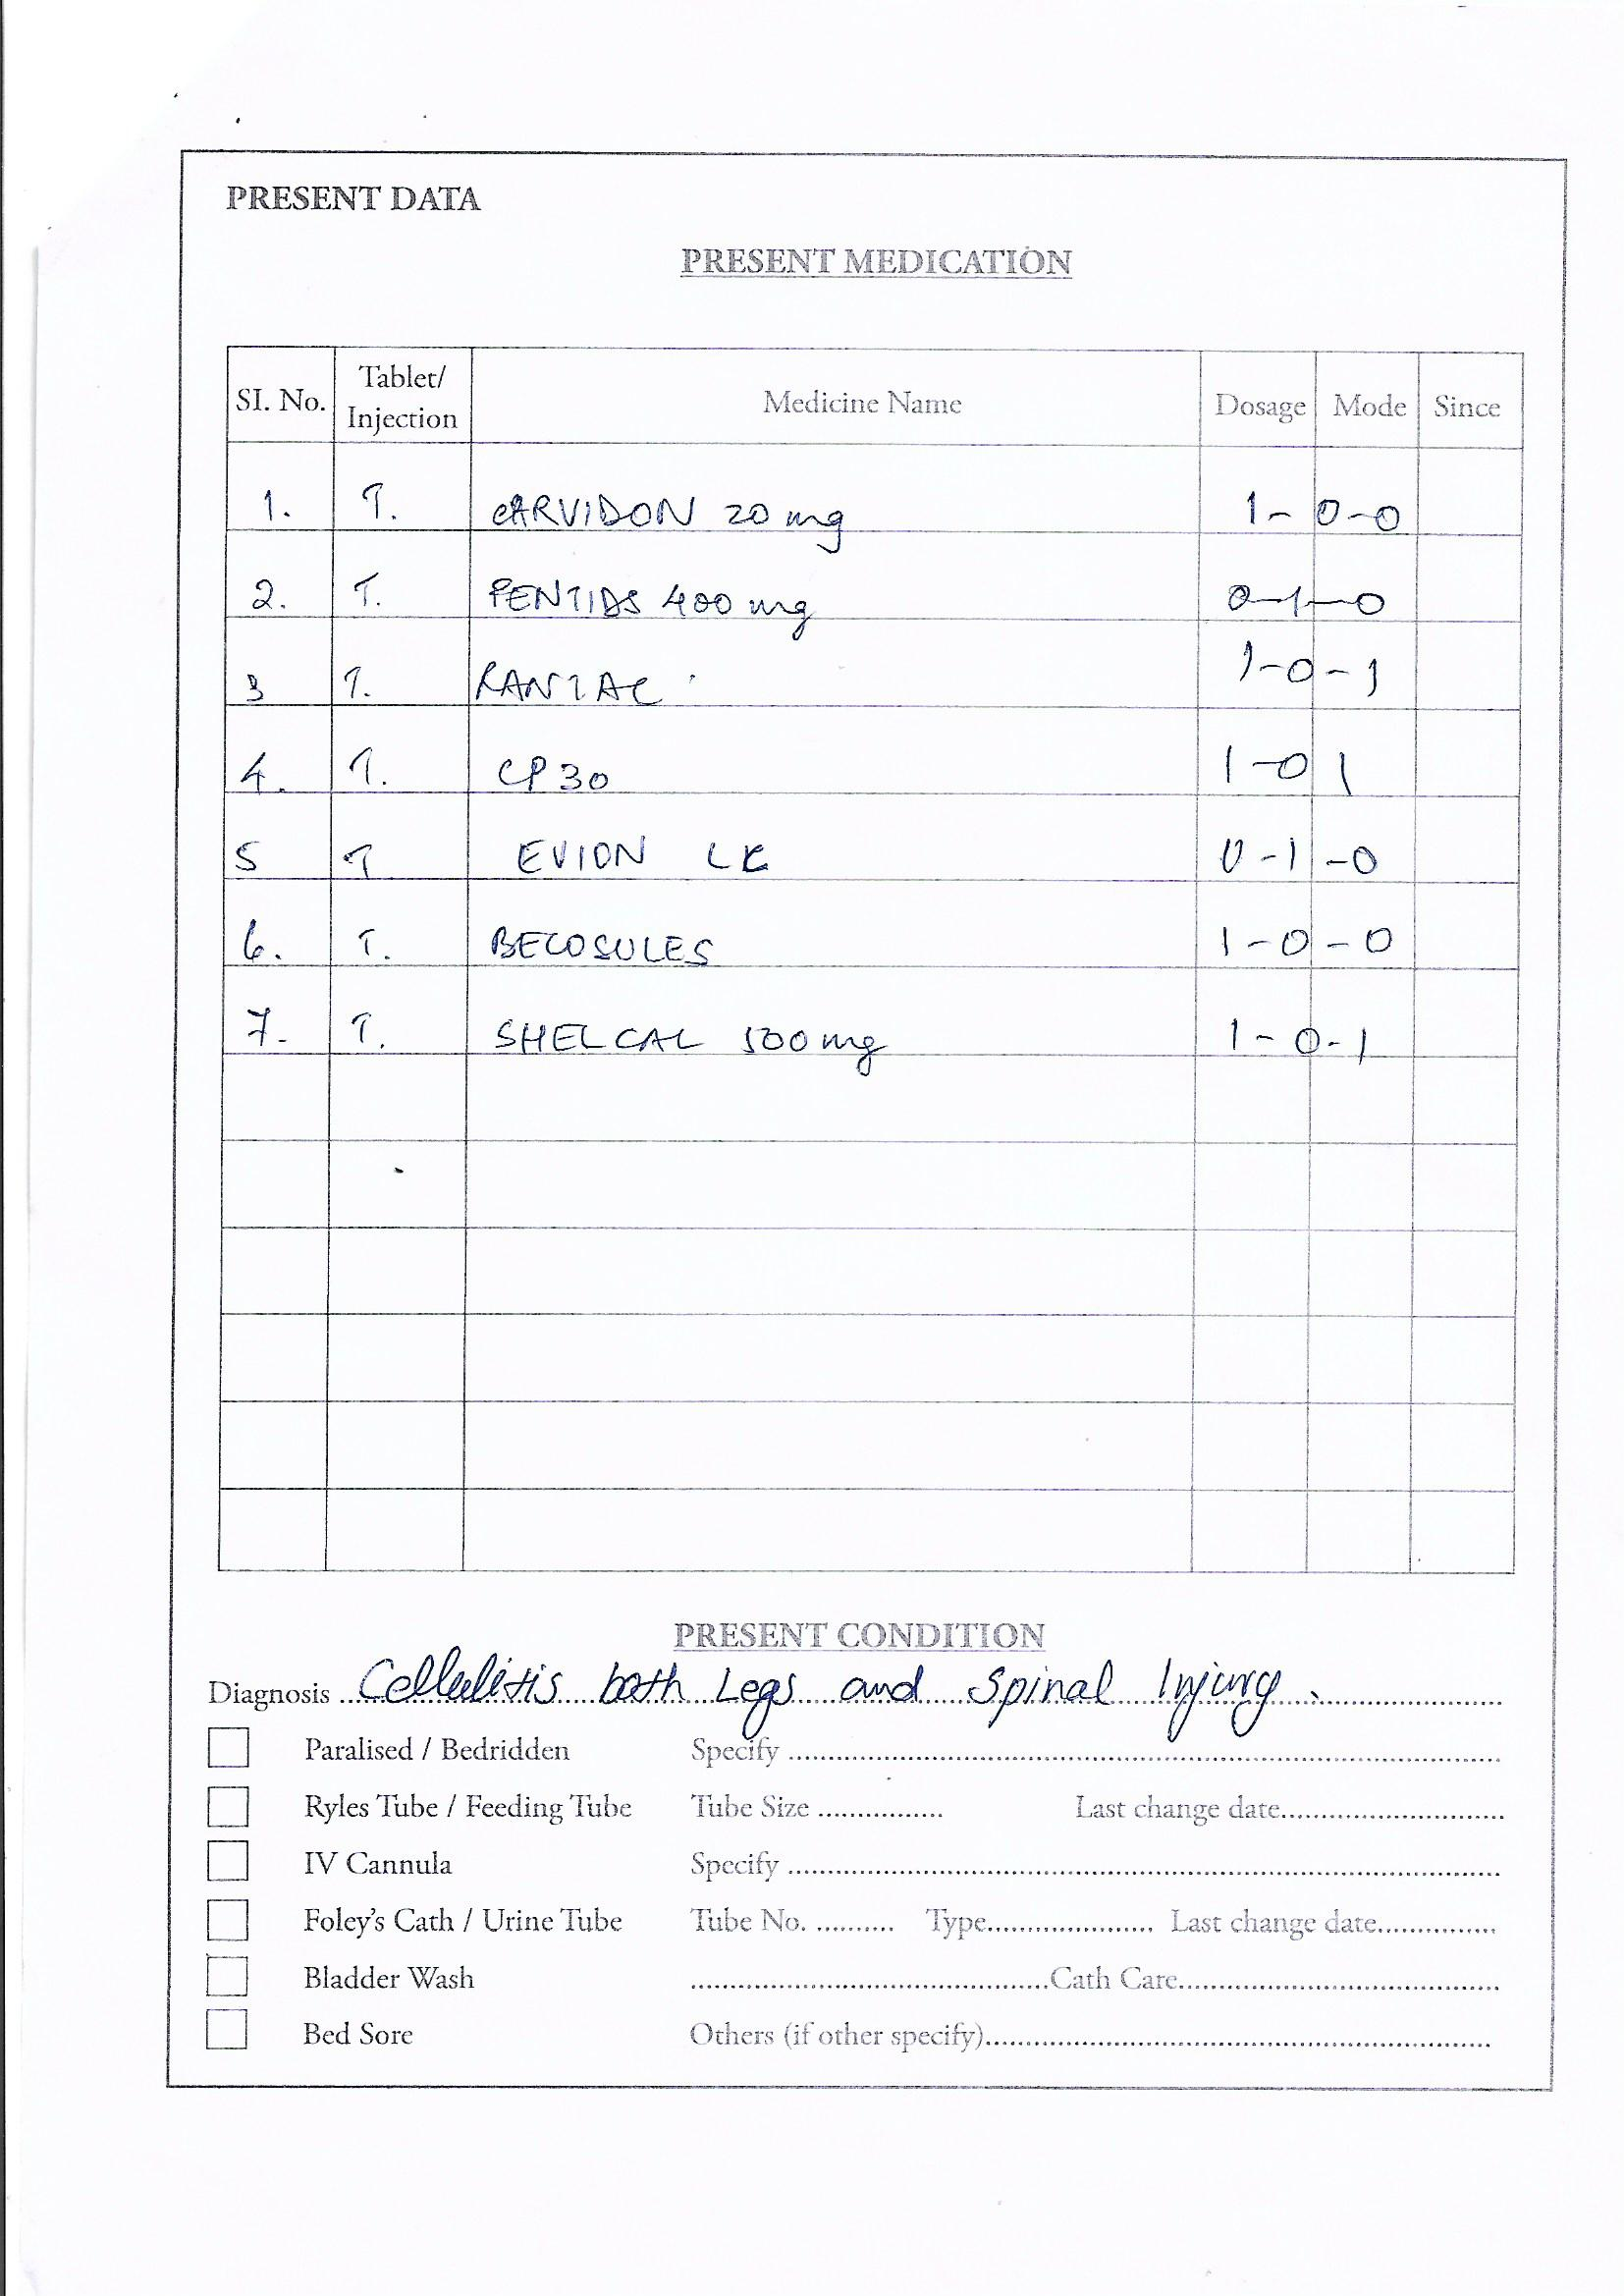 PRESENT DATA
PRESENT MEDICATION
SI. No. Tablet/ Injection Medicine Name Dosage Mode Since
1. T. CARVIDON 20 mg 1-0-0
2. T. PENTIDS 400 mg 0-1-0
3 T. RANTAC 1-0-1
4. T. CP 30 1-0 1
5 T EVION LC 0-1-0
6. T. BECOSULES 1-0-0
7. T. SHELCAL 500 mg 1-0-1
PRESENT CONDITION
Diagnosis Cellulitis both Legs and Spinal Injury.
Paralised / Bedridden Specify
Ryles Tube / Feeding Tube Tube Size Last change date
IV Cannula Specify
Foley's Cath / Urine Tube Tube No. Type Last change date
Bladder Wash Cath Care
Bed Sore Others (if other specify)